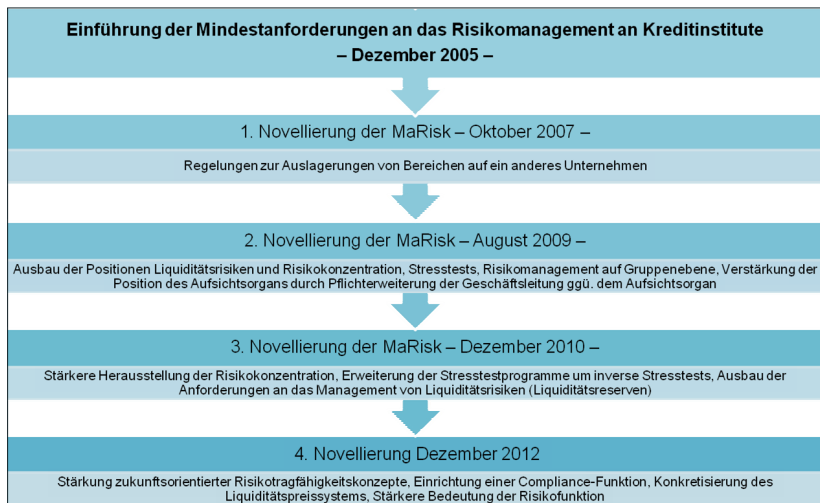 Einführung der Mindestanforderungen an das Risikomanagement an Kreditinstitute
– Dezember 2005 –
1. Novellierung der MaRisk – Oktober 2007 –
Regelungen zur Auslagerungen von Bereichen auf ein anderes Unternehmen
2. Novellierung der MaRisk – August 2009 –
Ausbau der Positionen Liquiditätsrisiken und Risikokonzentration, Stresstests, Risikomanagement auf Gruppenebene, Verstärkung der
Position des Aufsichtsorgans durch Pflichterweiterung der Geschäftsleitung ggü. dem Aufsichtsorgan
3. Novellierung der MaRisk – Dezember 2010 –
Stärkere Herausstellung der Risikokonzentration, Erweiterung der Stresstestprogramme um inverse Stresstests, Ausbau der
Anforderungen an das Management von Liquiditätsrisiken (Liquiditätsreserven)
4. Novellierung Dezember 2012
Stärkung zukunftsorientierter Risikotragfähigkeitskonzepte, Einrichtung einer Compliance-Funktion, Konkretisierung des
Liquiditätspreissystems, Stärkere Bedeutung der Risikofunktion